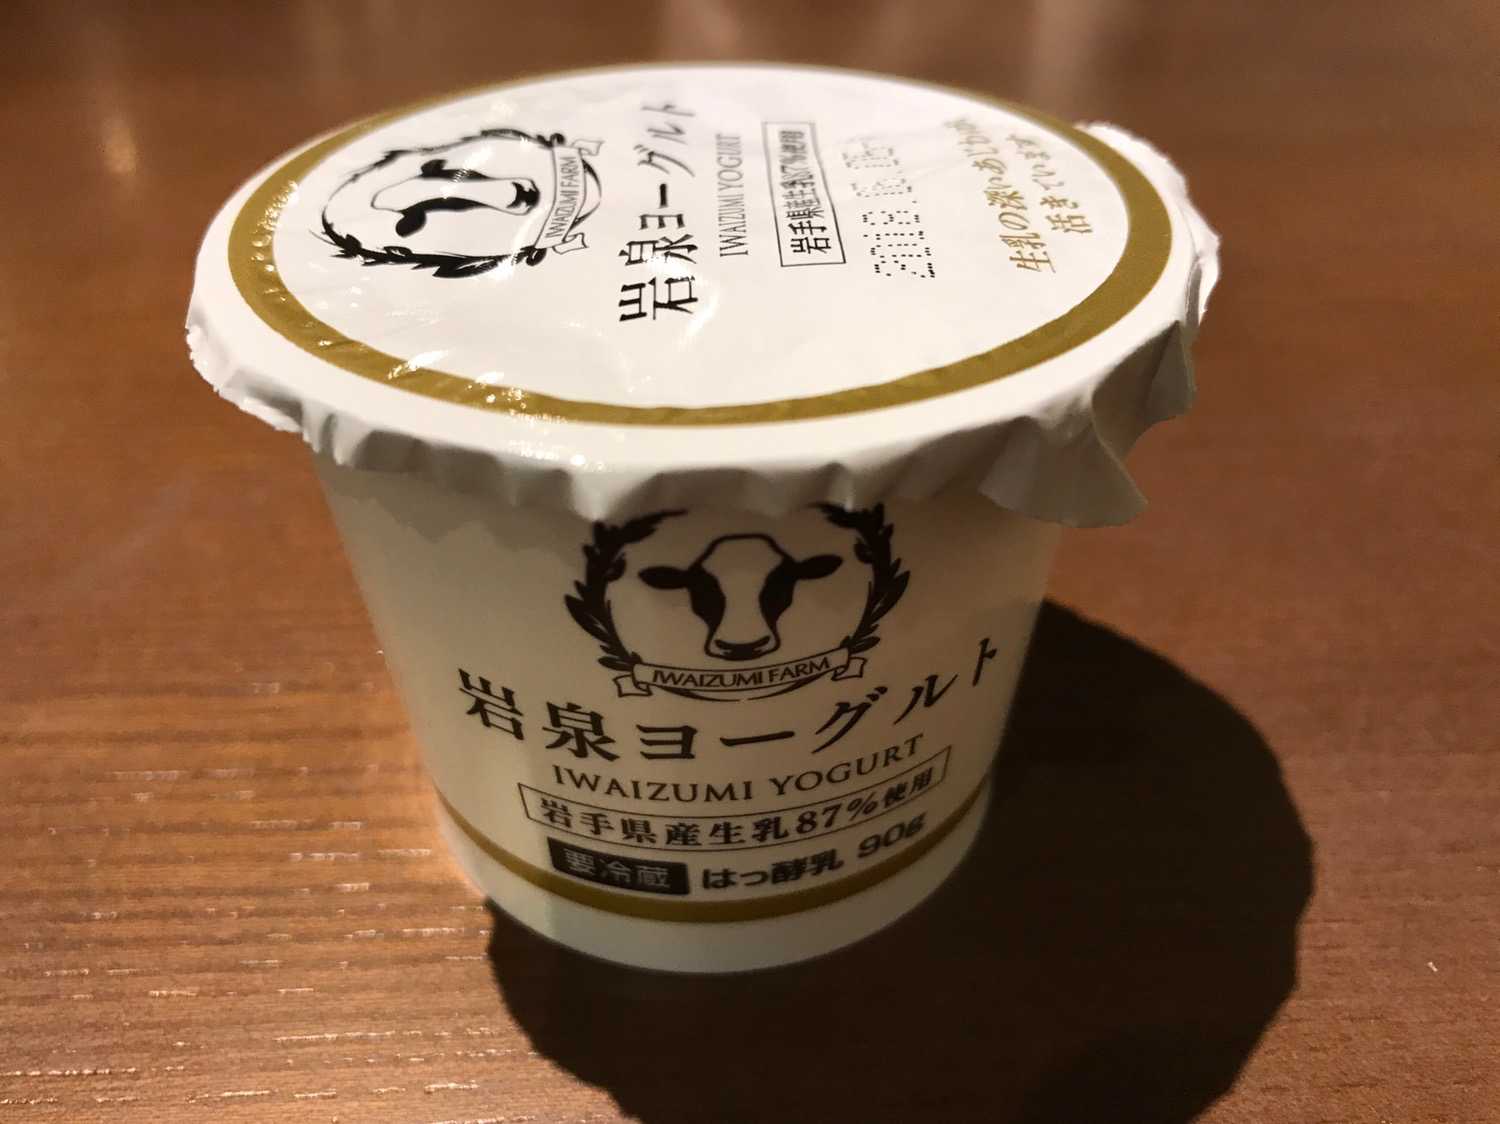 IWAIZUMI FARM
岩泉ヨーグルト
IWAIZUMI YOGURT
岩手県産生乳87%使用
生乳の深いあじわい
活きています
IWAIZUMI FARM
岩泉ヨーグルト
IWAIZUMI YOGURT
岩手県産生乳87%使用
要冷蔵 はっ酵乳 90g